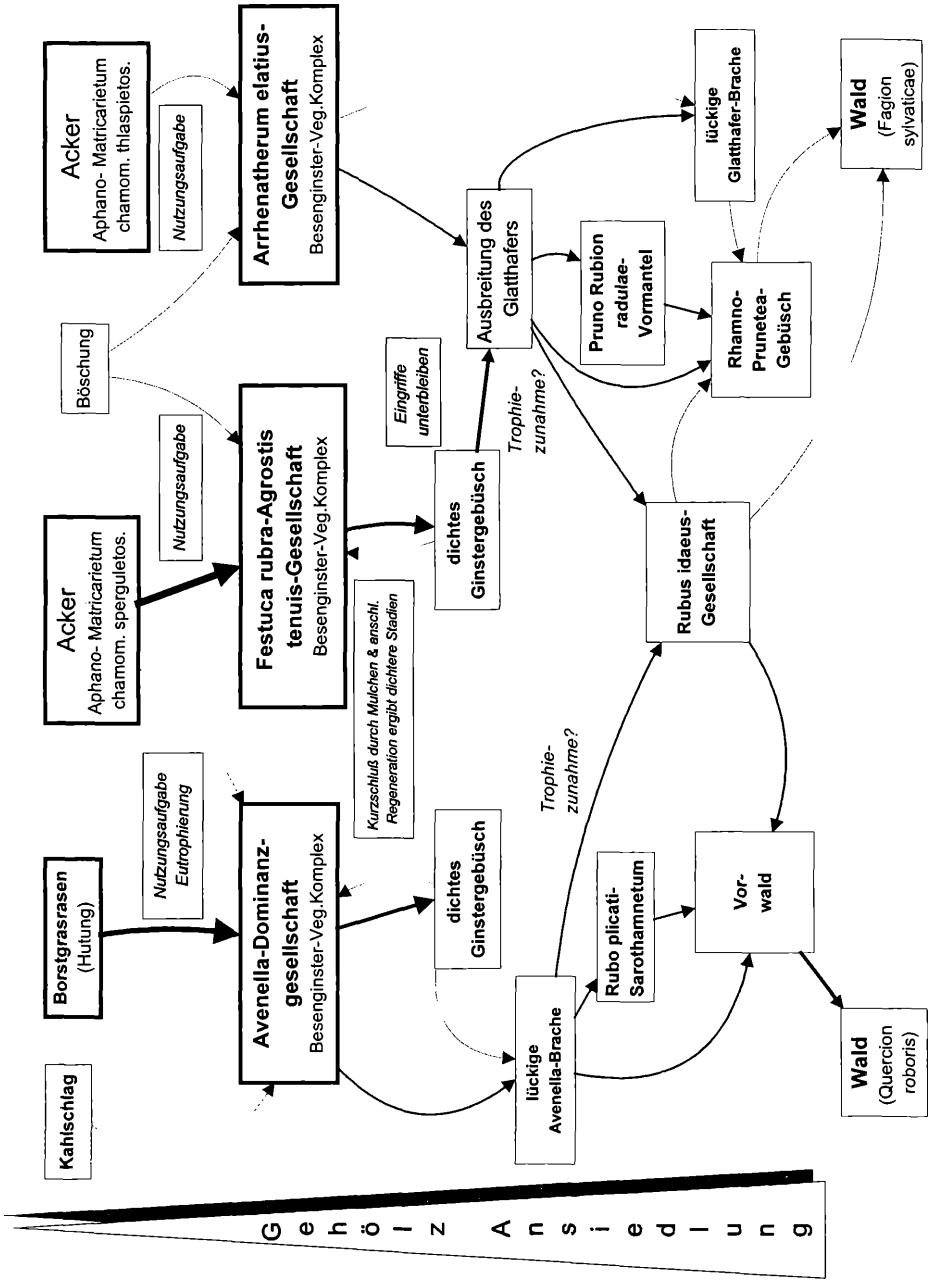 Kahlschlag
Borstgrasrasen
(Hutung)
Acker
Aphano- Matricarietum
chamom. sperguletos.
Böschung
Acker
Aphano- Matricarietum
chamom. thlaspietos.
Nutzungsaufgabe
Eutrophierung
Nutzungsaufgabe
Nutzungsaufgabe
Avenella-Dominanz-
gesellschaft
Besenginster-Veg.Komplex
Festuca rubra-Agrostis
tenuis-Gesellschaft
Besenginster-Veg.Komplex
Arrhenatherum elatius-
Gesellschaft
Besenginster-Veg.Komplex
Kurzschluß durch Mulchen & anschl.
Regeneration ergibt dichtere Stadien
Eingriffe
unterbleiben
dichtes
Ginstergebüsch
dichtes
Ginstergebüsch
Ausbreitung des
Glatthafers
lückige
Avenella-Brache
Trophie-
zunahme?
Trophie-
zunahme?
Rubo plicati-
Sarothamnetum
Pruno Rubion
radulae-
Vormantel
lückige
Glatthafer-Brache
Rubus idaeus-
Gesellschaft
Rhamno-
Prunetea-
Gebüsch
Vor-
wald
Wald
(Quercion
roboris)
Wald
(Fagion
sylvaticae)
Gehölz Ansiedlung